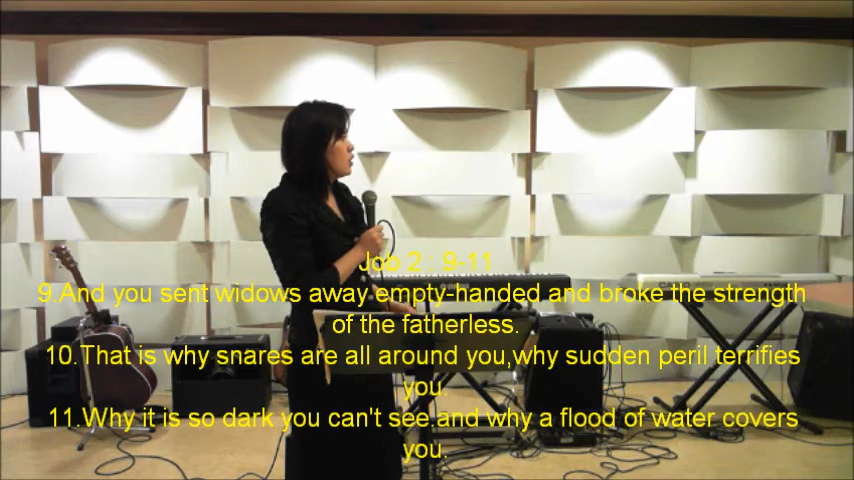 Job 2 : 9-11
9.And you sent widows away empty-handed and broke the strength
of the fatherless.
10.That is why snares are all around you,why sudden peril terrifies
you.
11.Why it is so dark you can't see.and why a flood of water covers
you.